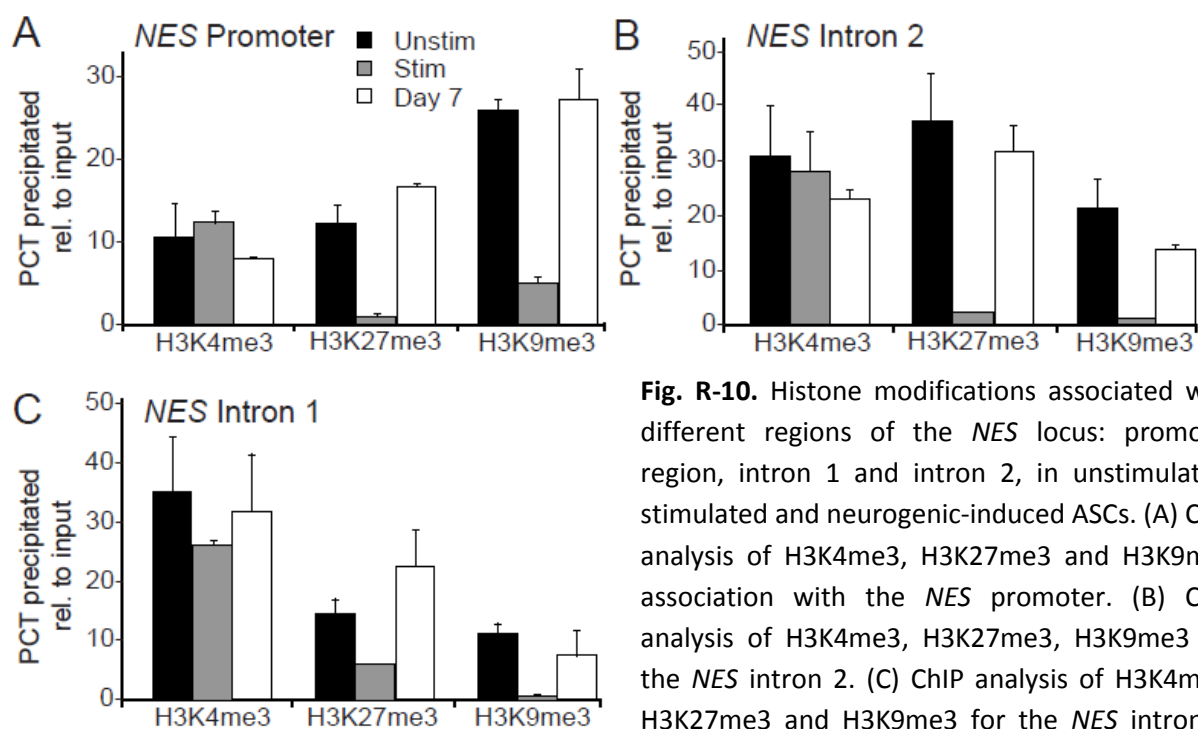 A
NES Promoter
Unstim
Stim
Day 7
PCT precipitated
rel. to input
30
20
10
0
H3K4me3 H3K27me3 H3K9me3
B
NES Intron 2
PCT precipitated
rel. to input
50
40
30
20
10
0
H3K4me3 H3K27me3 H3K9me3
C
NES Intron 1
PCT precipitated
rel. to input
50
40
30
20
10
0
H3K4me3 H3K27me3 H3K9me3
Fig. R-10. Histone modifications associated w
different regions of the NES locus: promo
region, intron 1 and intron 2, in unstimulat
stimulated and neurogenic-induced ASCs. (A) C
analysis of H3K4me3, H3K27me3 and H3K9m
association with the NES promoter. (B) C
analysis of H3K4me3, H3K27me3, H3K9me3
the NES intron 2. (C) ChIP analysis of H3K4m
H3K27me3 and H3K9me3 for the NES intron